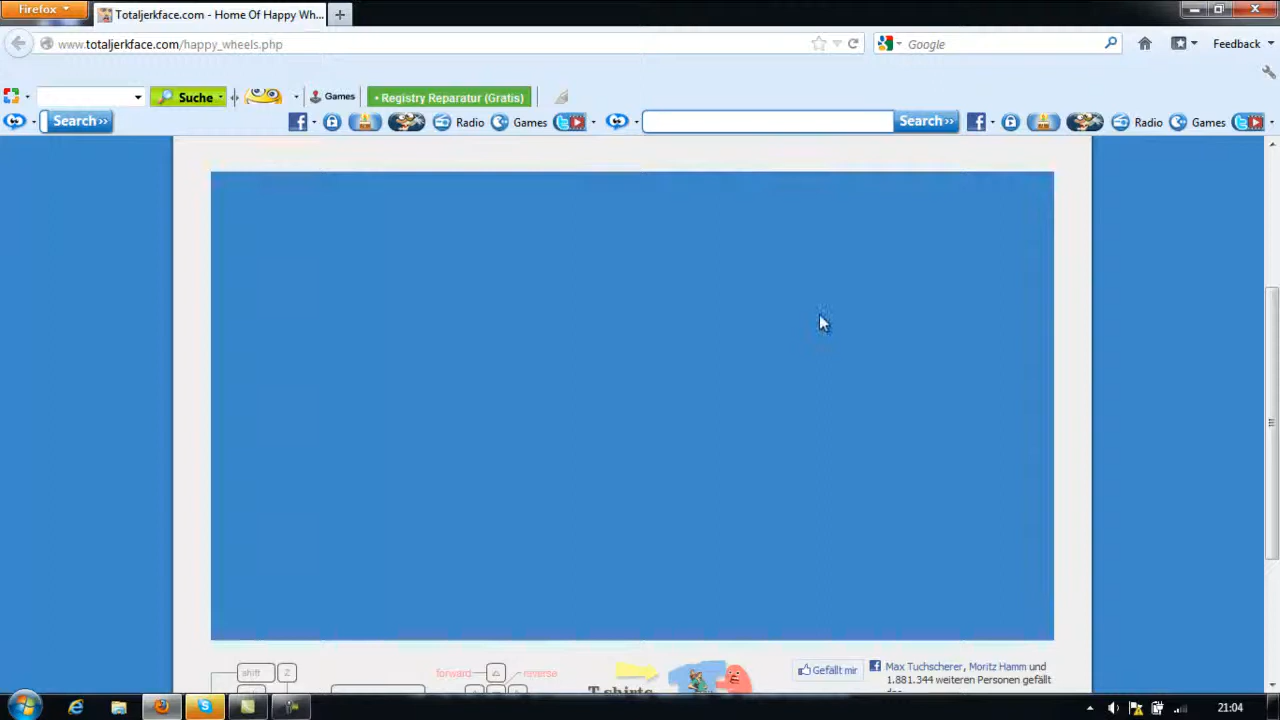 Firefox
Totaljerkface.com - Home Of Happy Wh...
www.totaljerkface.com/happy_wheels.php
Google
Feedback
Suche
Games
• Registry Reparatur (Gratis)
Search>>
Radio
Games
Search>>
Radio
Games
shift
Z
forward
reverse
T-shirts
Gefällt mir
Max Tuchscherer, Moritz Hamm und
1.881.344 weiteren Personen gefällt
21:04